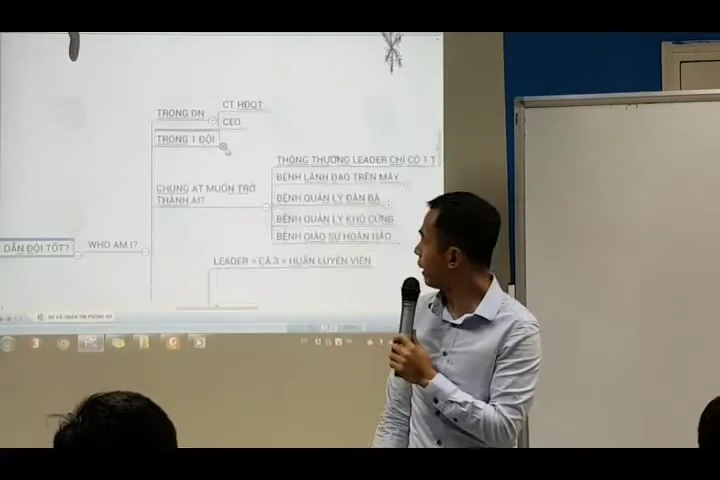 CT HĐQT
TRONG DN
CEO
TRONG 1 ĐỘI
THÔNG THƯỜNG LEADER CHỈ CÓ 1 T
BỆNH LÃNH ĐẠO TRÊN MÂY
CHÚNG AT MUỐN TRỞ
THÀNH AI?
BỆNH QUẢN LÝ ĐÀN BÀ
BỆNH QUẢN LÝ KHÔ CỨNG
BỆNH GIÁO SƯ HOÀN HẢO
DẪN ĐỘI TỐT?
WHO AM I?
LEADER = CẢ 3 + HUẤN LUYỆN VIÊN